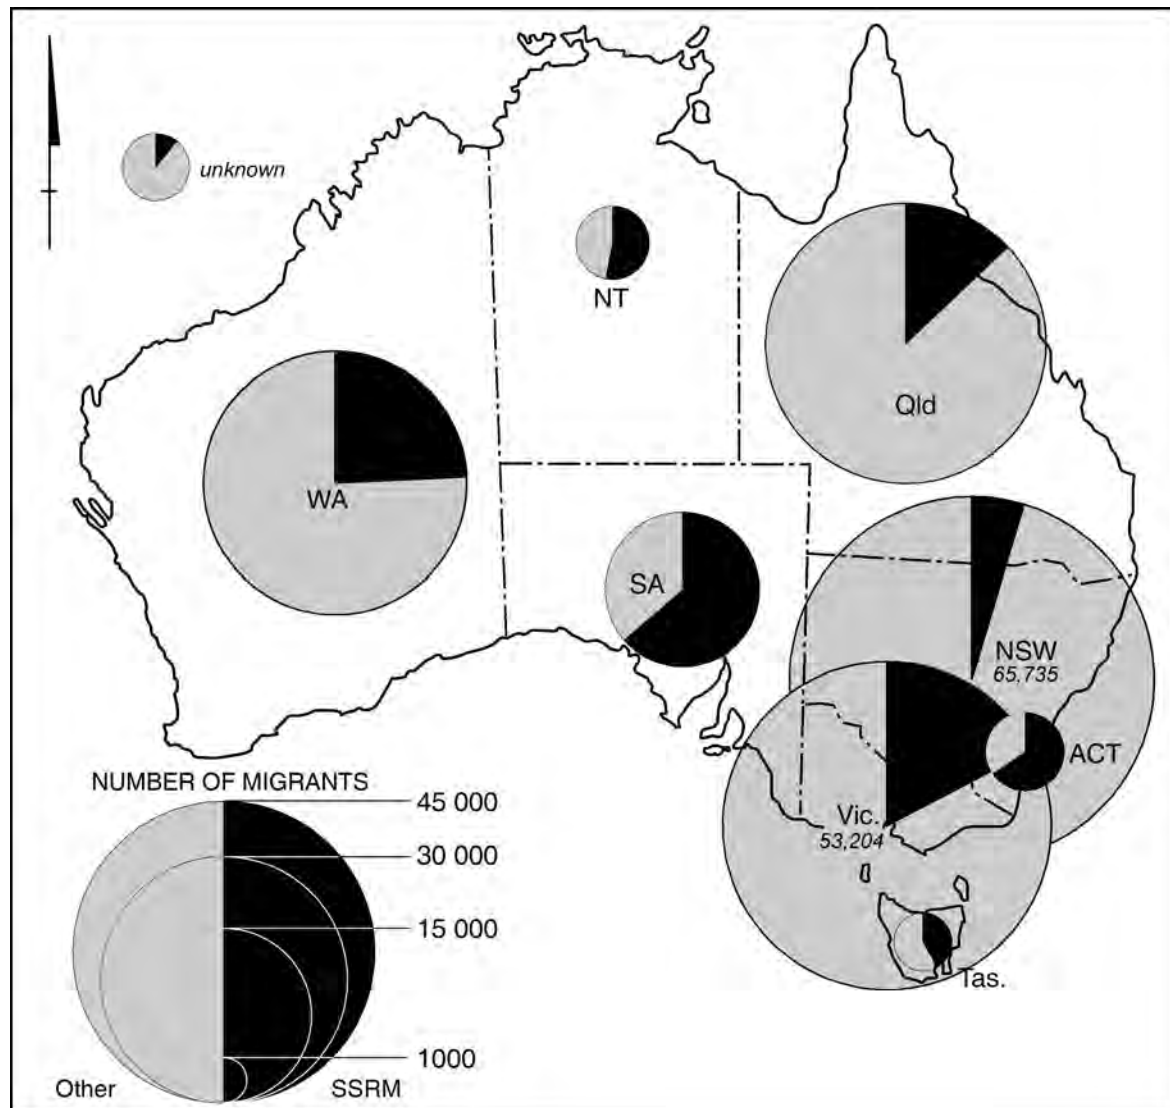 unknown
NT
Qld
WA
SA
NSW
65,735
ACT
Vic.
53,204
Tas.
NUMBER OF MIGRANTS
45 000
30 000
15 000
1000
Other
SSRM